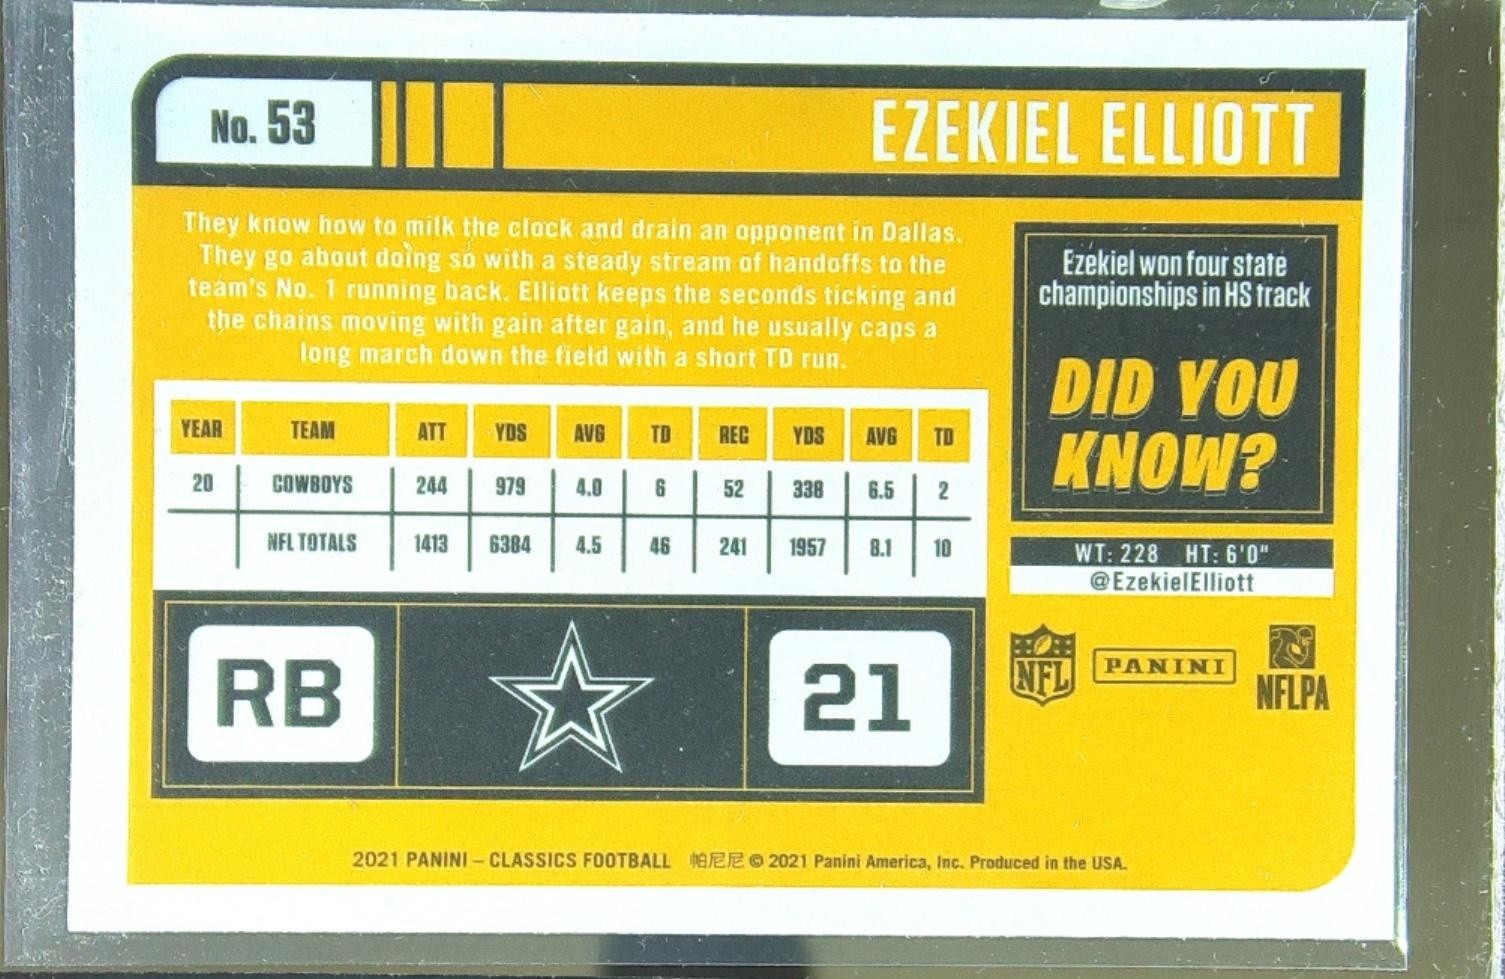 No. 53
EZEKIEL ELLIOTT
They know how to milk the clock and drain an opponent in Dallas.
They go about doing so with a steady stream of handoffs to the
team's No. 1 running back. Elliott keeps the seconds ticking and
the chains moving with gain after gain, and he usually caps a
long march down the field with a short TD run.
Ezekiel won four state
championships in HS track
DID YOU
KNOW?
YEAR TEAM ATT YDS AVG TD REC YDS AVG TD
20 COWBOYS 244 979 4.0 6 52 338 6.5 2
NFL TOTALS 1413 6384 4.5 46 241 1957 8.1 10
WT: 228 HT: 6'0"
@EzekielElliott
RB
21
NFL
PANINI
NFLPA
2021 PANINI – CLASSICS FOOTBALL 帕尼尼 © 2021 Panini America, Inc. Produced in the USA.